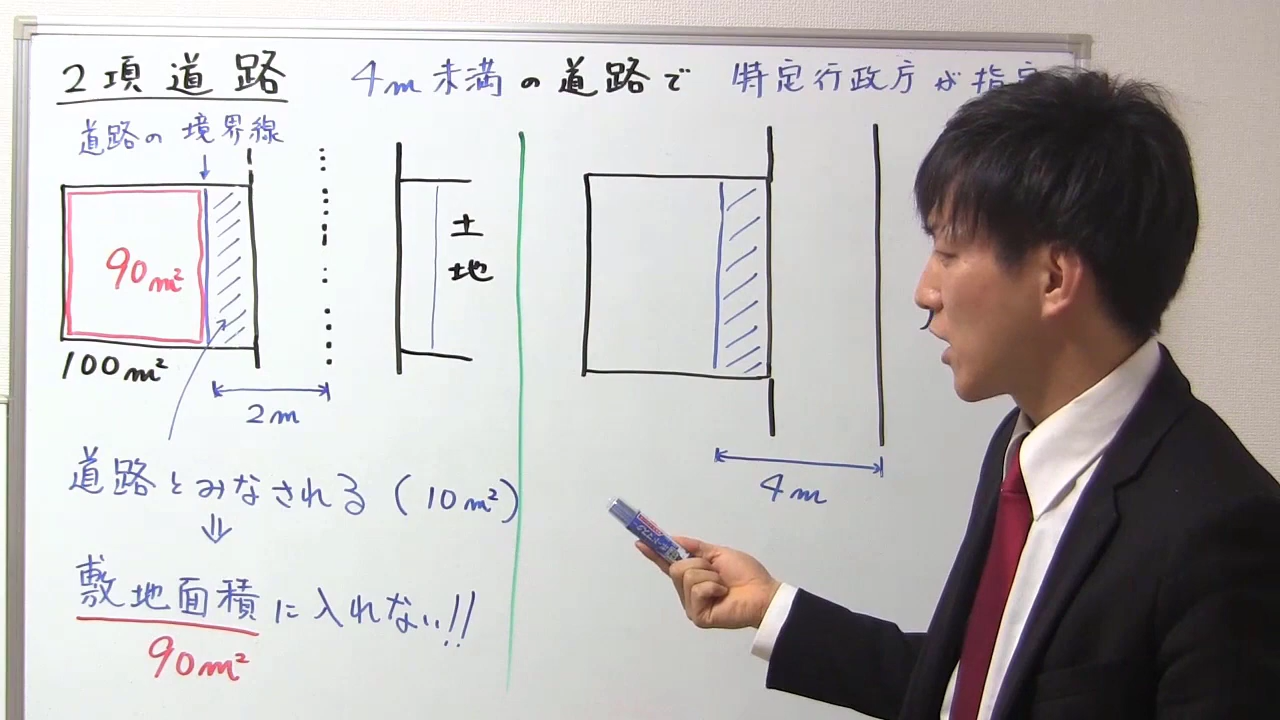 2項道路 4m未満の道路で 特定行政庁が指定
道路の境界線
90m²
100m²
土地
2m
道路とみなされる(10m²)
⇓
敷地面積に入れない!!
90m²
4m